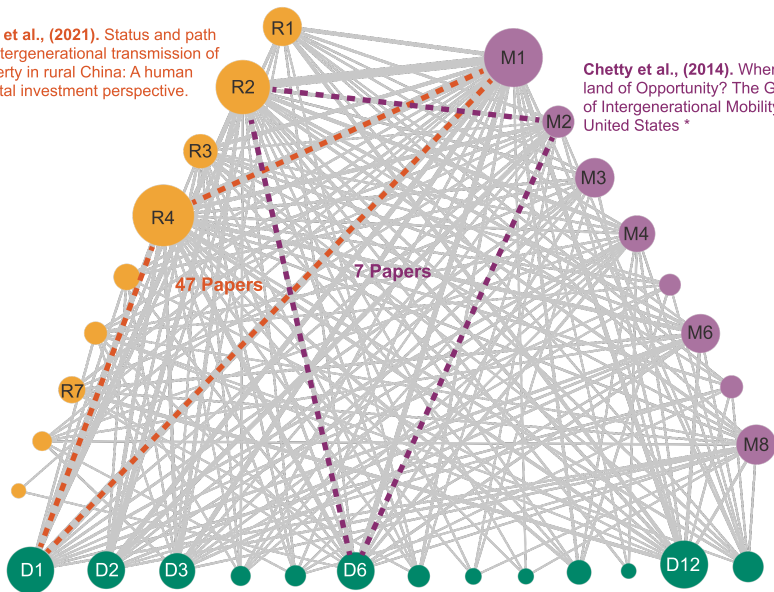 et al., (2021). Status and path
ntergenerational transmission of
erty in rural China: A human
tal investment perspective.
Chetty et al., (2014). Wher
land of Opportunity? The G
of Intergenerational Mobility
United States *
R1
M1
R2
M2
R3
M3
R4
M4
47 Papers
7 Papers
M6
R7
M8
D1
D2
D3
D6
D12